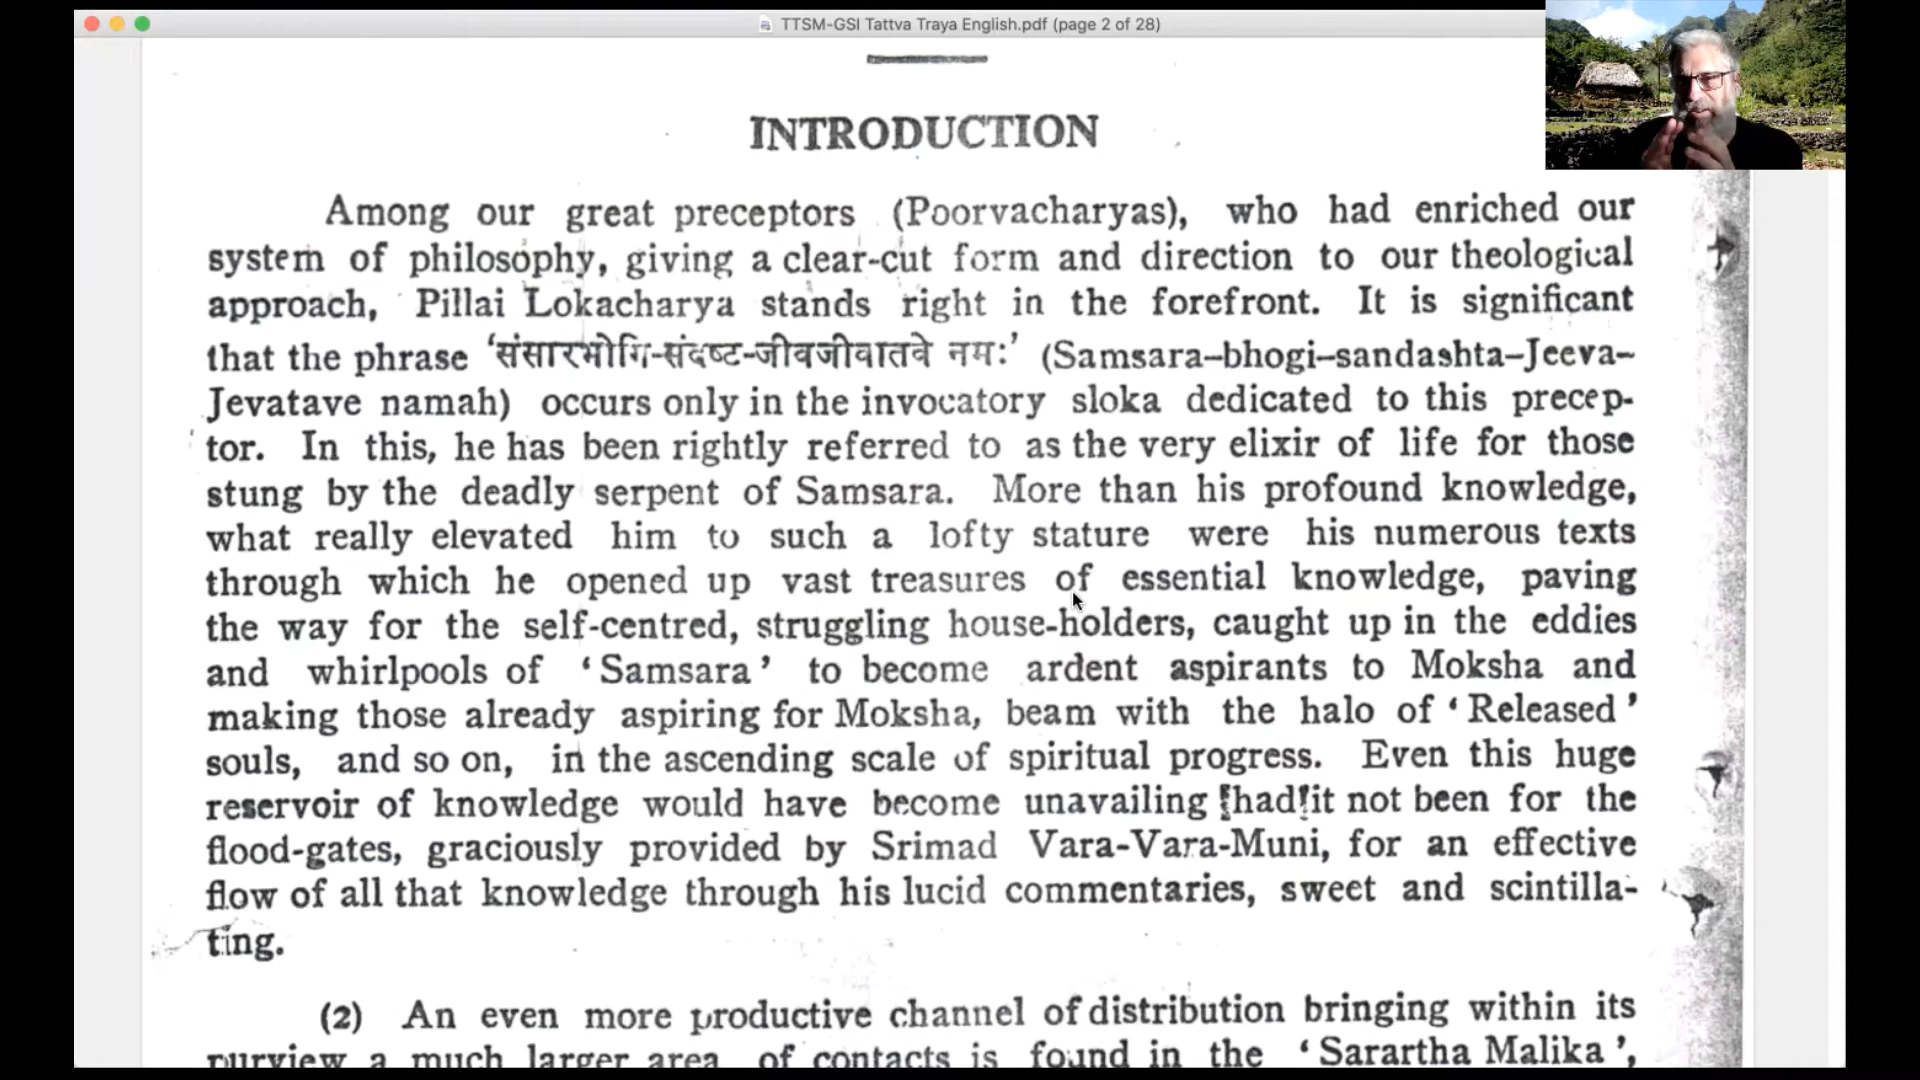 TTSM-GSI Tattva Traya English.pdf (page 2 of 28)
INTRODUCTION
Among our great preceptors (Poorvacharyas), who had enriched our
system of philosophy, giving a clear-cut form and direction to our theological
approach, Pillai Lokacharya stands right in the forefront. It is significant
that the phrase ‘संसारभोगि-संदष्ट-जीवजीवातवे नमः’ (Samsara–bhogi–sandashta–Jeeva–
Jevatave namah) occurs only in the invocatory sloka dedicated to this precep-
tor. In this, he has been rightly referred to as the very elixir of life for those
stung by the deadly serpent of Samsara. More than his profound knowledge,
what really elevated him to such a lofty stature were his numerous texts
through which he opened up vast treasures of essential knowledge, paving
the way for the self-centred, struggling house-holders, caught up in the eddies
and whirlpools of ‘Samsara’ to become ardent aspirants to Moksha and
making those already aspiring for Moksha, beam with the halo of ‘Released’
souls, and so on, in the ascending scale of spiritual progress. Even this huge
reservoir of knowledge would have become unavailing had it not been for the
flood-gates, graciously provided by Srimad Vara-Vara-Muni, for an effective
flow of all that knowledge through his lucid commentaries, sweet and scintilla-
ting.
(2) An even more productive channel of distribution bringing within its
purview a much larger area of contacts is found in the ‘Sarartha Malika’,